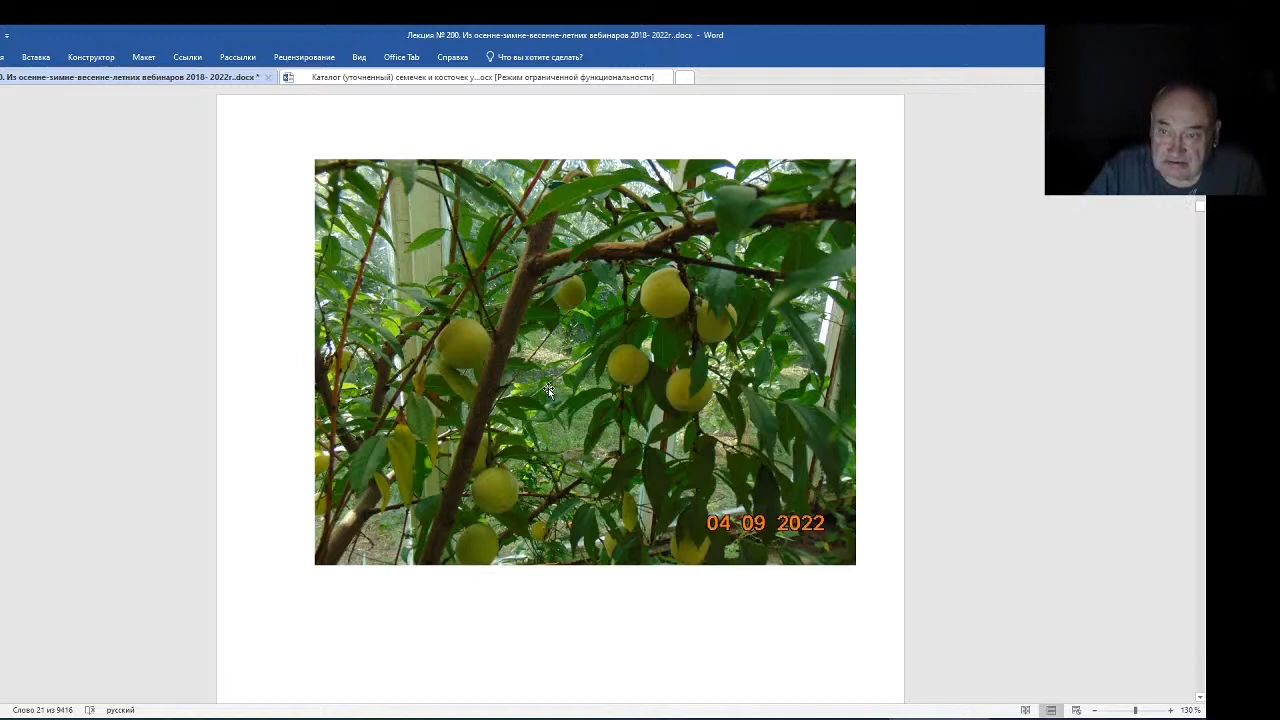 Лекция № 200. Из осенне-зимне-весенне-летних вебинаров 2018- 2022г..docx - Word
Вставка Конструктор Макет Ссылки Рассылки Рецензирование Вид Office Tab Справка Что вы хотите сделать?
0. Из осенне-зимне-весенне-летних вебинаров 2018- 2022г..docx * Каталог (уточненный) семечек и косточек у...осх [Режим ограниченной функциональности]
04 09 2022
Слово 21 из 9416 русский 130 %